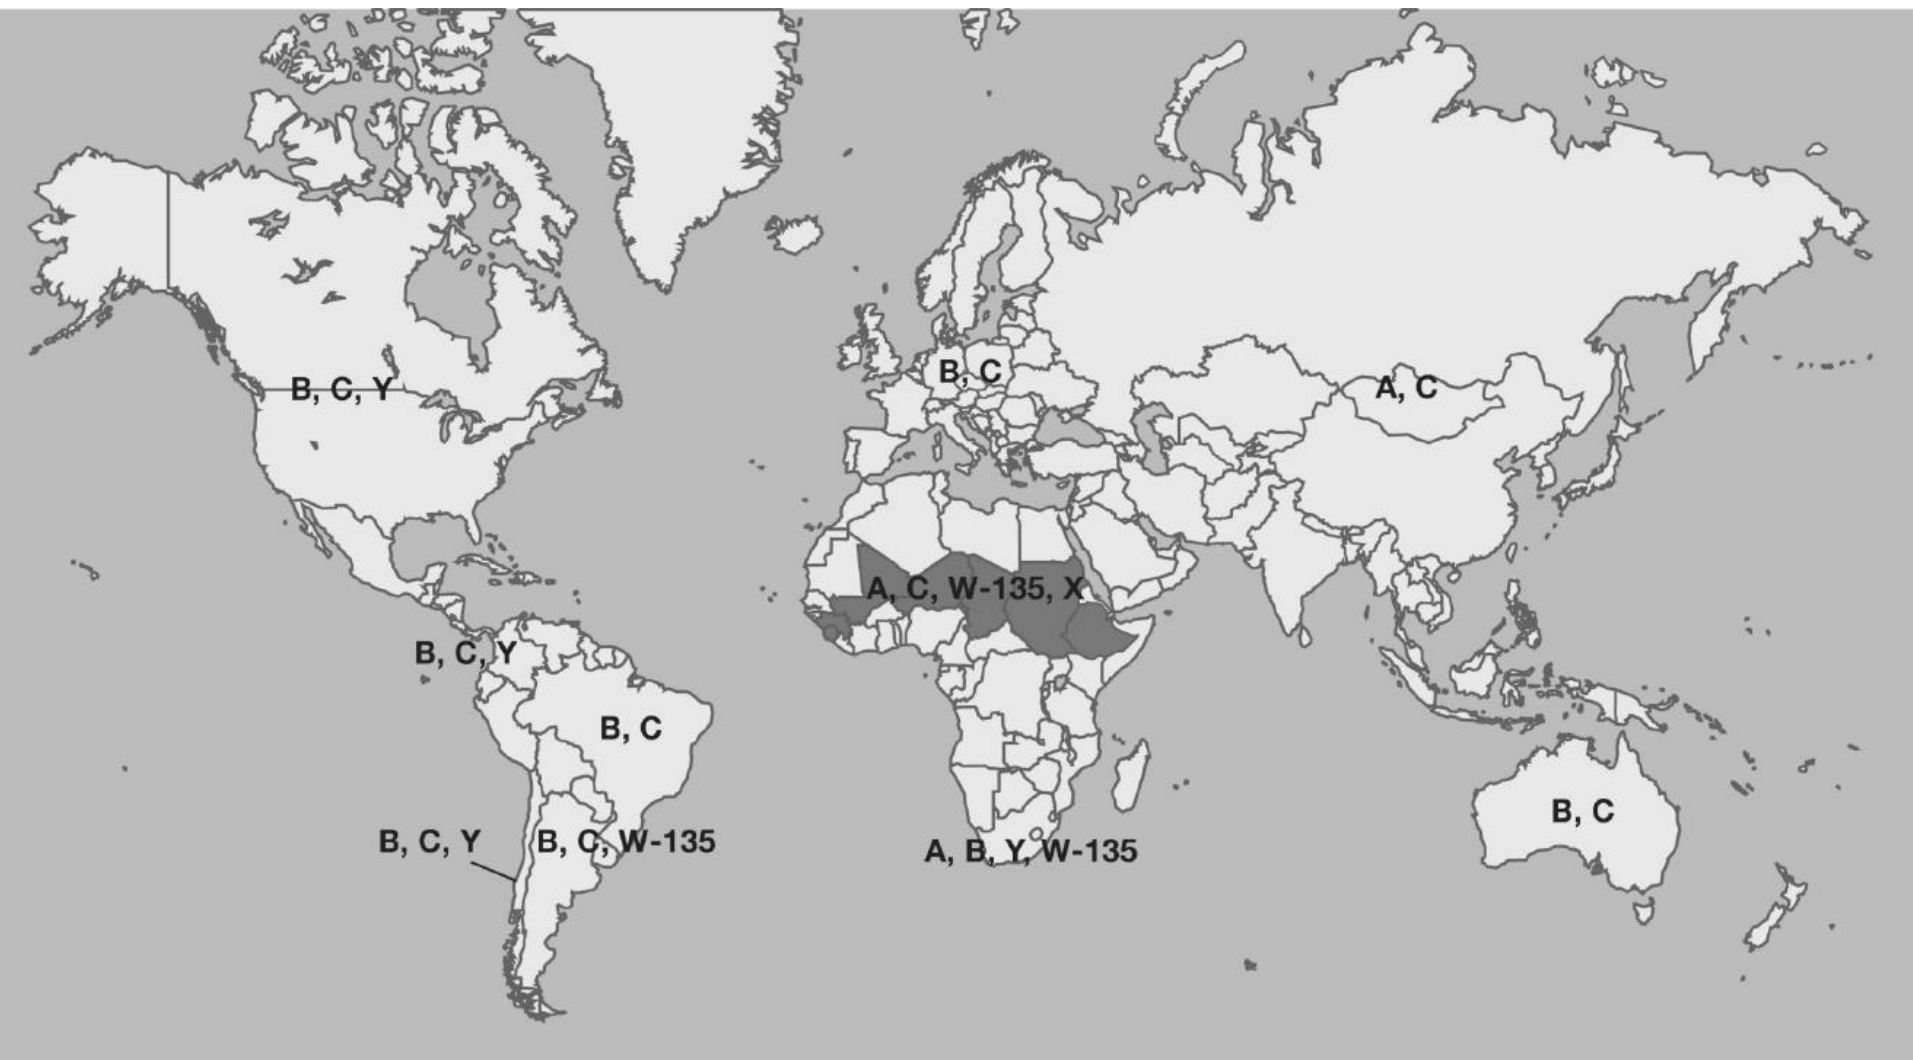 B, C, Y
B, C
A, C
A, C, W-135, X
B, C, Y
B, C
B, C
B, C, Y
B, C, W-135
A, B, Y, W-135